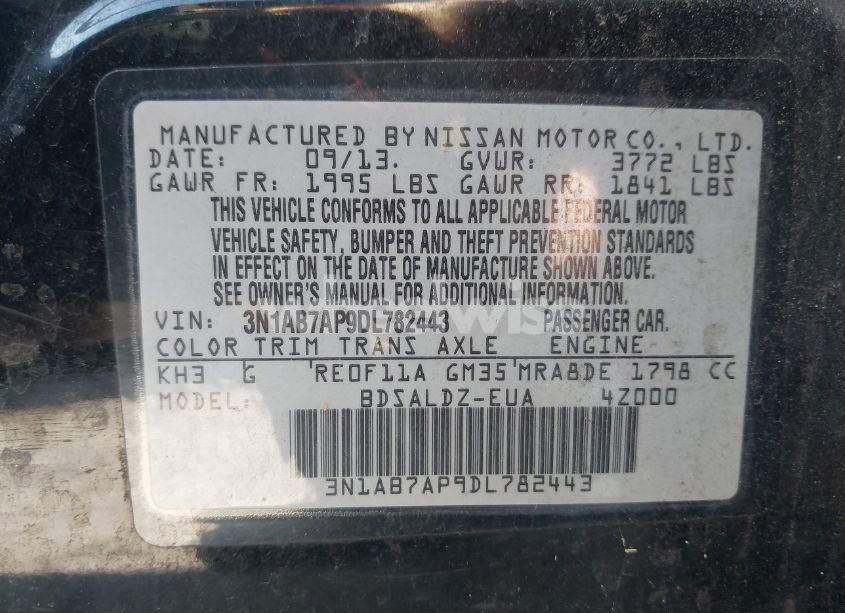 MANUFACTURED BY NISSAN MOTOR CO., LTD.
DATE: 09/13. GVWR: 3772 LBS
GAWR FR: 1995 LBS GAWR RR: 1841 LBS
THIS VEHICLE CONFORMS TO ALL APPLICABLE FEDERAL MOTOR
VEHICLE SAFETY, BUMPER AND THEFT PREVENTION STANDARDS
IN EFFECT ON THE DATE OF MANUFACTURE SHOWN ABOVE.
SEE OWNER'S MANUAL FOR ADDITIONAL INFORMATION.
VIN: 3N1AB7AP9DL782443 PASSENGER CAR.
COLOR TRIM TRANS AXLE ENGINE
KH3 G RE0F11A GM35 MRA8DE 1798 CC
MODEL: BDSALDZ-EUA 4Z000
3N1AB7AP9DL782443